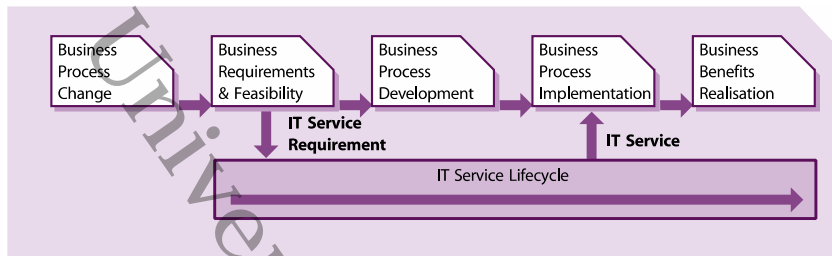 Business
Process
Change
Business
Requirements
& Feasibility
Business
Process
Development
Business
Process
Implementation
Business
Benefits
Realisation
IT Service
Requirement
IT Service
IT Service Lifecycle
Univer